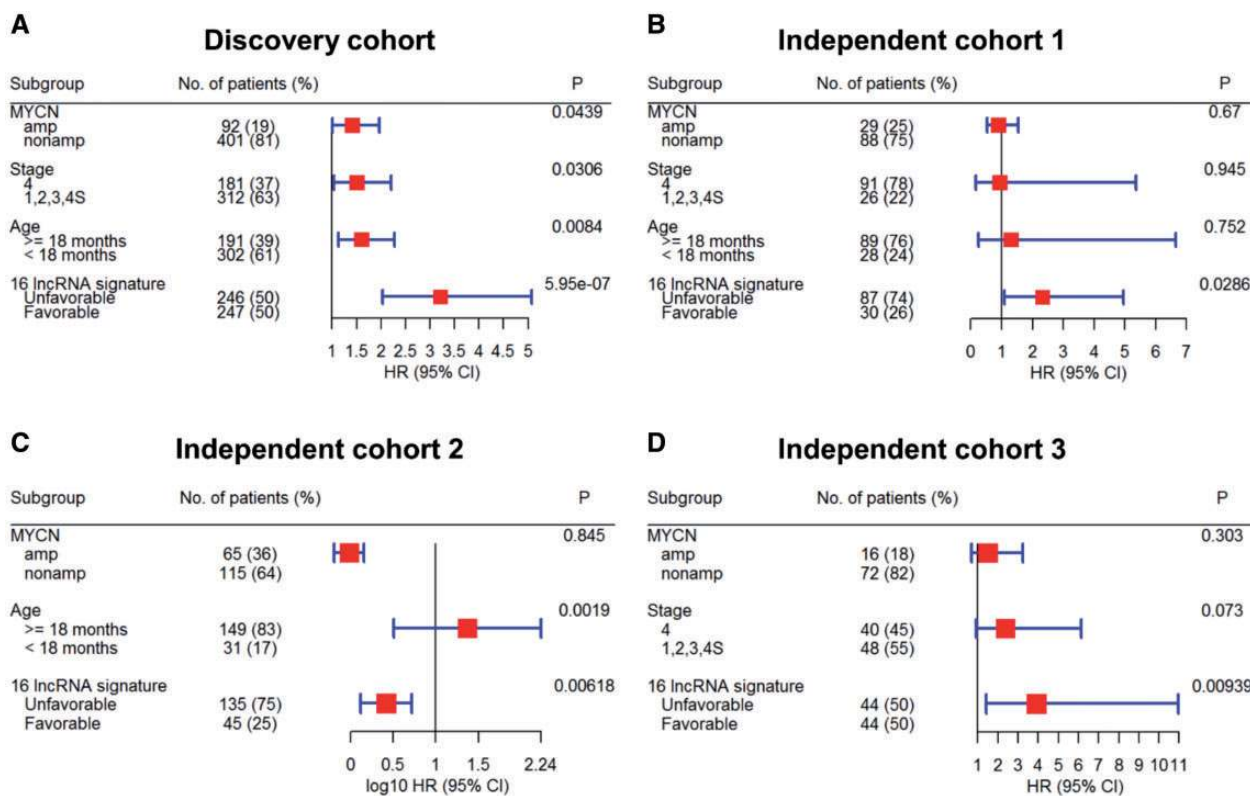 A
Discovery cohort
Subgroup No. of patients (%) P
MYCN 0.0439
amp 92 (19)
nonamp 401 (81)
Stage 0.0306
4 181 (37)
1,2,3,4S 312 (63)
Age 0.0084
>= 18 months 191 (39)
< 18 months 302 (61)
16 lncRNA signature 5.95e-07
Unfavorable 246 (50)
Favorable 247 (50)
1 1.5 2 2.5 3 3.5 4 4.5 5
HR (95% CI)
B
Independent cohort 1
Subgroup No. of patients (%) P
MYCN 0.67
amp 29 (25)
nonamp 88 (75)
Stage 0.945
4 91 (78)
1,2,3,4S 26 (22)
Age 0.752
>= 18 months 89 (76)
< 18 months 28 (24)
16 lncRNA signature 0.0286
Unfavorable 87 (74)
Favorable 30 (26)
0 1 2 3 4 5 6 7
HR (95% CI)
C
Independent cohort 2
Subgroup No. of patients (%) P
MYCN 0.845
amp 65 (36)
nonamp 115 (64)
Age 0.0019
>= 18 months 149 (83)
< 18 months 31 (17)
16 lncRNA signature 0.00618
Unfavorable 135 (75)
Favorable 45 (25)
0 0.5 1 1.5 2.24
log10 HR (95% CI)
D
Independent cohort 3
Subgroup No. of patients (%) P
MYCN 0.303
amp 16 (18)
nonamp 72 (82)
Stage 0.073
4 40 (45)
1,2,3,4S 48 (55)
16 lncRNA signature 0.00939
Unfavorable 44 (50)
Favorable 44 (50)
1 2 3 4 5 6 7 8 9 10 11
HR (95% CI)